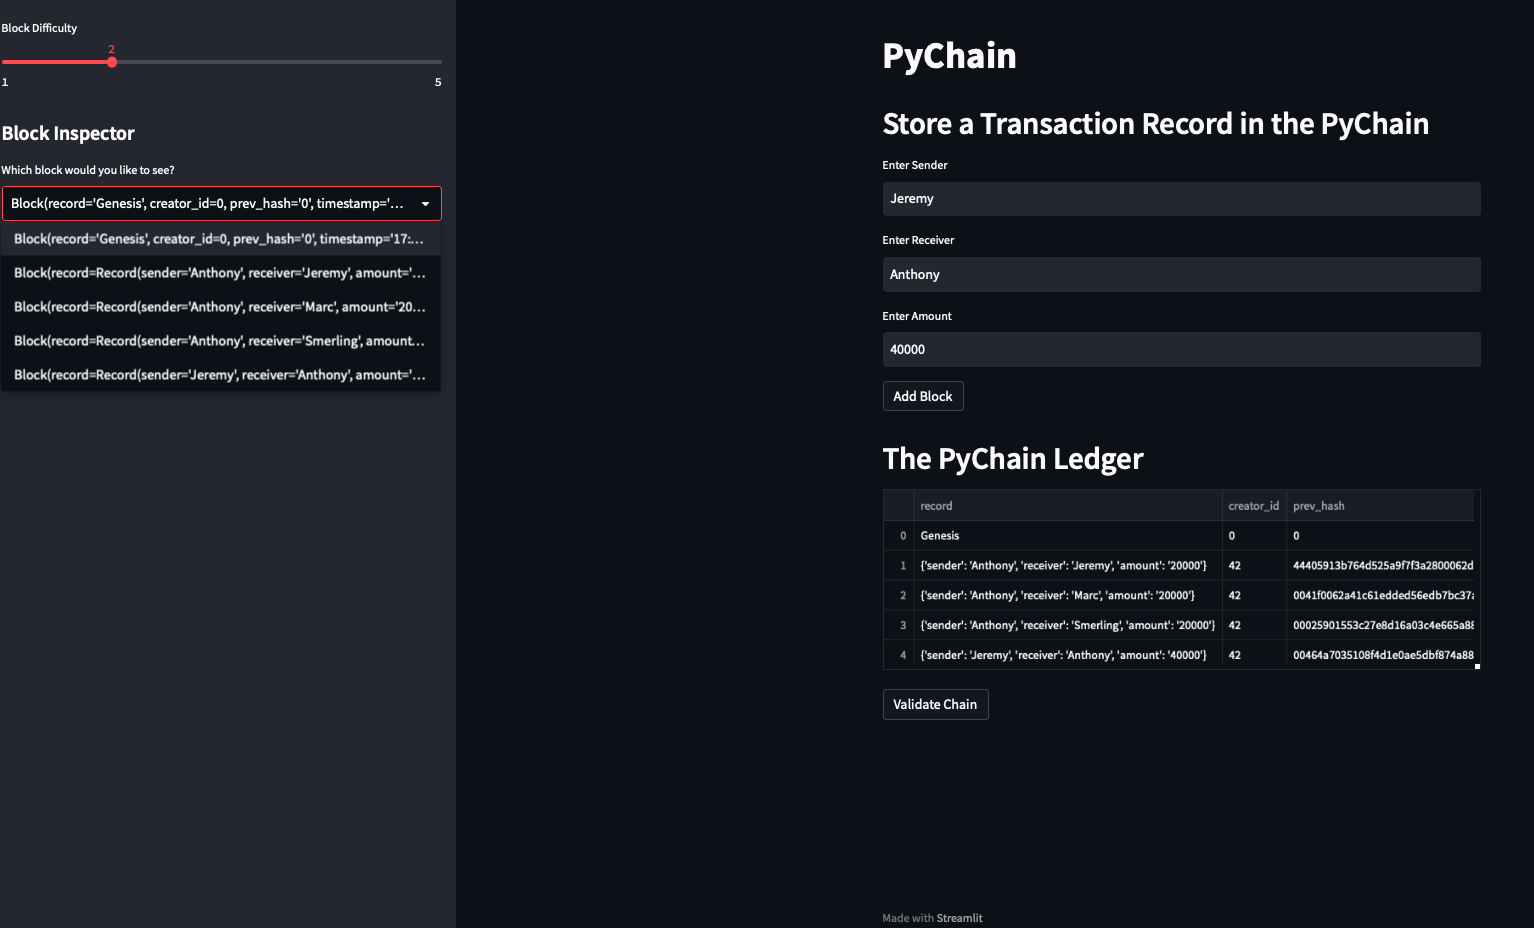 Block Difficulty
2
1 5
Block Inspector
Which block would you like to see?
Block(record='Genesis', creator_id=0, prev_hash='0', timestamp='...
Block(record='Genesis', creator_id=0, prev_hash='0', timestamp='17:...
Block(record=Record(sender='Anthony', receiver='Jeremy', amount='...
Block(record=Record(sender='Anthony', receiver='Marc', amount='20...
Block(record=Record(sender='Anthony', receiver='Smerling', amount...
Block(record=Record(sender='Jeremy', receiver='Anthony', amount='...
PyChain
Store a Transaction Record in the PyChain
Enter Sender
Jeremy
Enter Receiver
Anthony
Enter Amount
40000
Add Block
The PyChain Ledger
record creator_id prev_hash
0 Genesis 0 0
1 {'sender': 'Anthony', 'receiver': 'Jeremy', 'amount': '20000'} 42 44405913b764d525a9f7f3a2800062d
2 {'sender': 'Anthony', 'receiver': 'Marc', 'amount': '20000'} 42 0041f0062a41c61edded56edb7bc37a
3 {'sender': 'Anthony', 'receiver': 'Smerling', 'amount': '20000'} 42 00025901553c27e8d16a03c4e665a88
4 {'sender': 'Jeremy', 'receiver': 'Anthony', 'amount': '40000'} 42 00464a7035108f4d1e0ae5dbf874a88
Validate Chain
Made with Streamlit